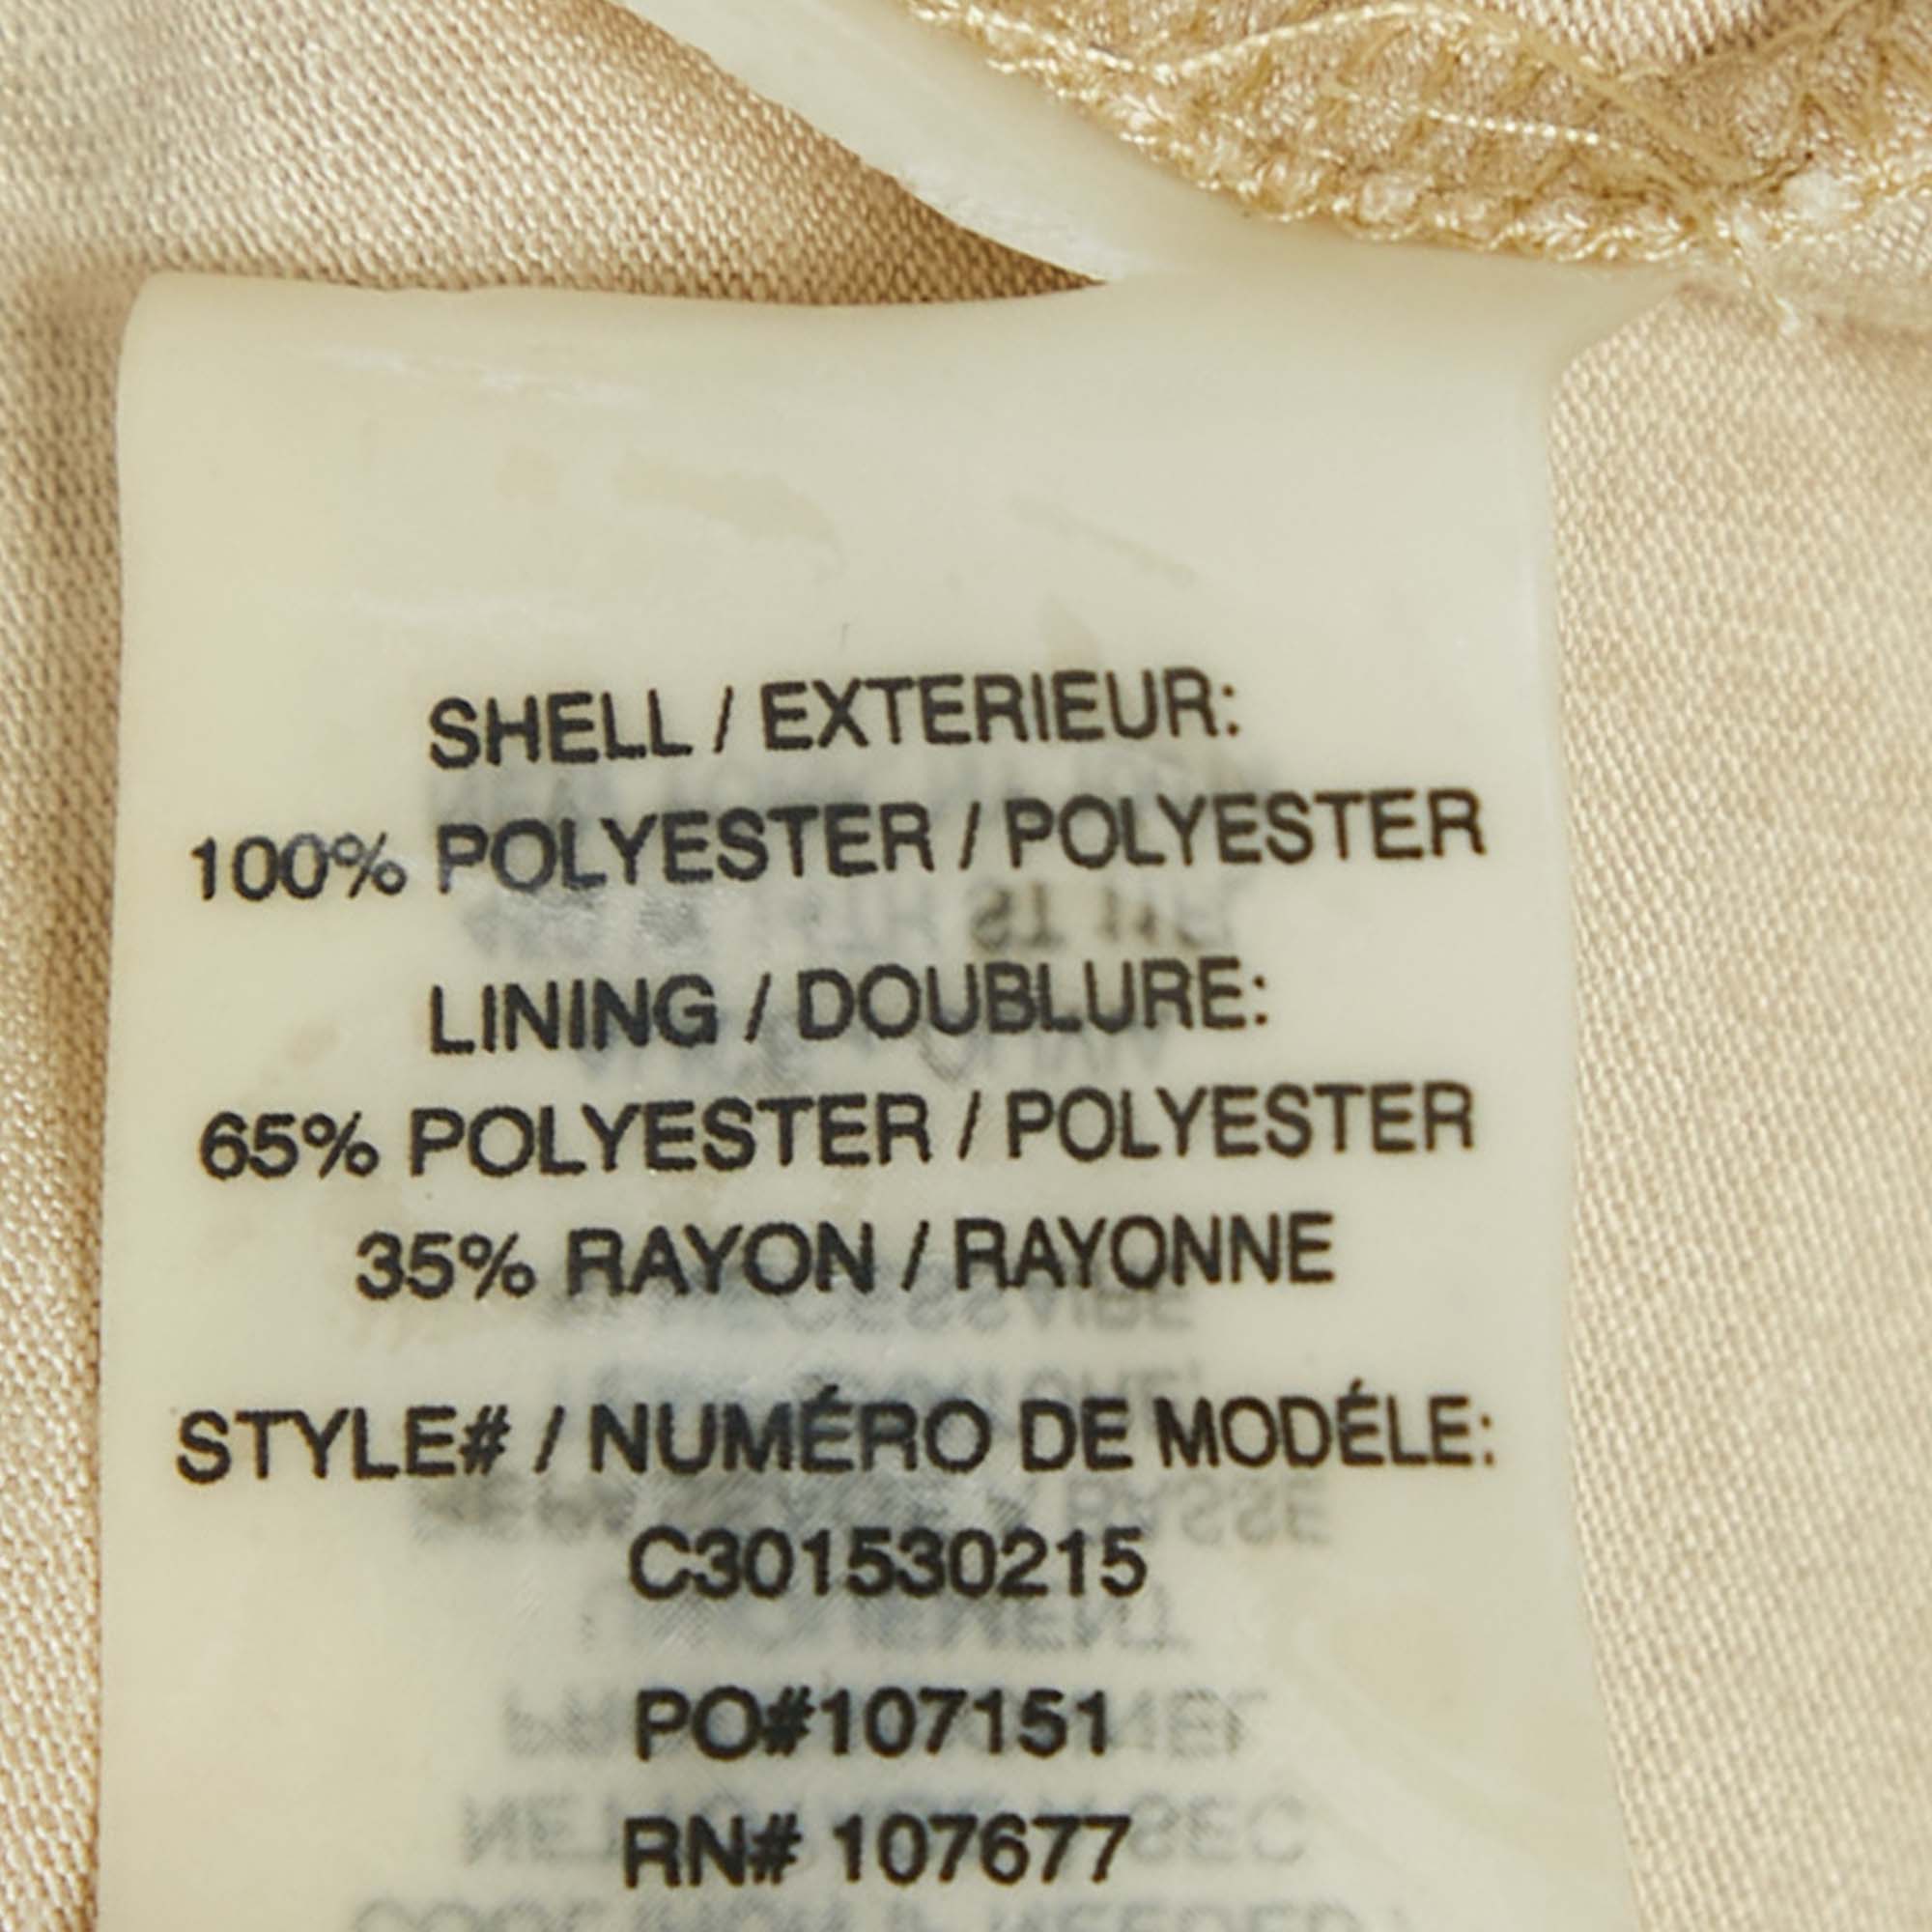 SHELL / EXTERIEUR:
100% POLYESTER / POLYESTER
LINING / DOUBLURE:
65% POLYESTER / POLYESTER
35% RAYON / RAYONNE
STYLE# / NUMÉRO DE MODÉLE:
C301530215
PO#107151
RN# 107677